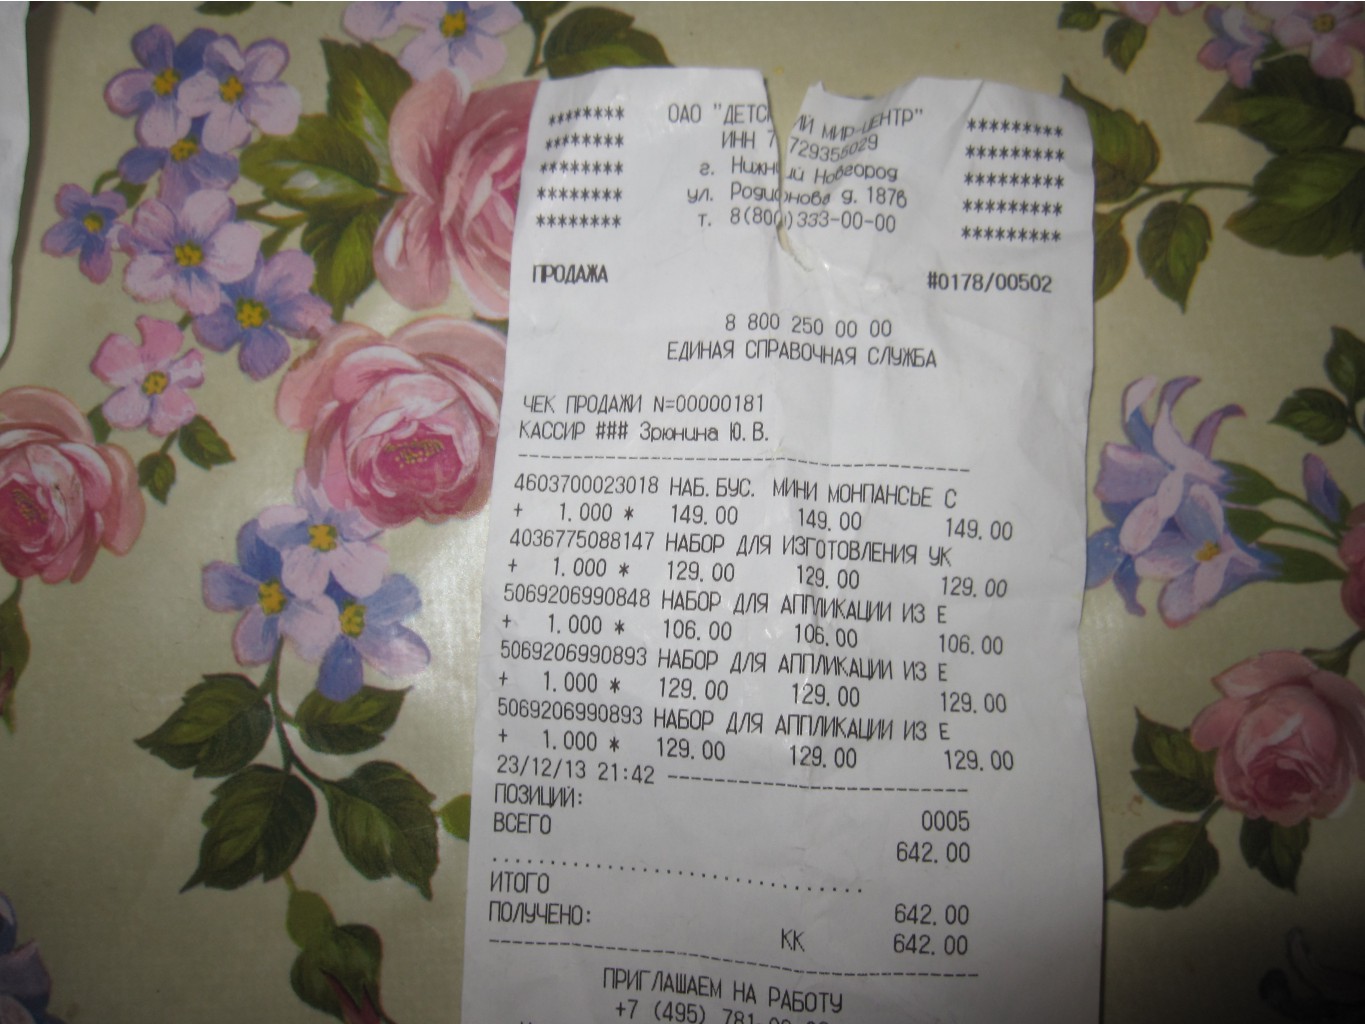 ******** ОАО "ДЕТСКИЙ МИР-ЦЕНТР" *********
******** ИНН 7729355029 *********
******** г. Нижний Новгород *********
******** ул. Родионова д. 187в *********
******** т. 8(800)333-00-00 *********
ПРОДАЖА #0178/00502
8 800 250 00 00
ЕДИНАЯ СПРАВОЧНАЯ СЛУЖБА
ЧЕК ПРОДАЖИ N=00000181
КАССИР ### Зрюнина Ю.В.
4603700023018 НАБ.БУС. МИНИ МОНПАНСЬЕ С
+ 1.000 * 149.00 149.00 149.00
4036775088147 НАБОР ДЛЯ ИЗГОТОВЛЕНИЯ УК
+ 1.000 * 129.00 129.00 129.00
5069206990848 НАБОР ДЛЯ АППЛИКАЦИИ ИЗ Е
+ 1.000 * 106.00 106.00 106.00
5069206990893 НАБОР ДЛЯ АППЛИКАЦИИ ИЗ Е
+ 1.000 * 129.00 129.00 129.00
5069206990893 НАБОР ДЛЯ АППЛИКАЦИИ ИЗ Е
+ 1.000 * 129.00 129.00 129.00
23/12/13 21:42
ПОЗИЦИЙ: 0005
ВСЕГО 642.00
ИТОГО 642.00
ПОЛУЧЕНО: КК 642.00
ПРИГЛАШАЕМ НА РАБОТУ
+7 (495) 781